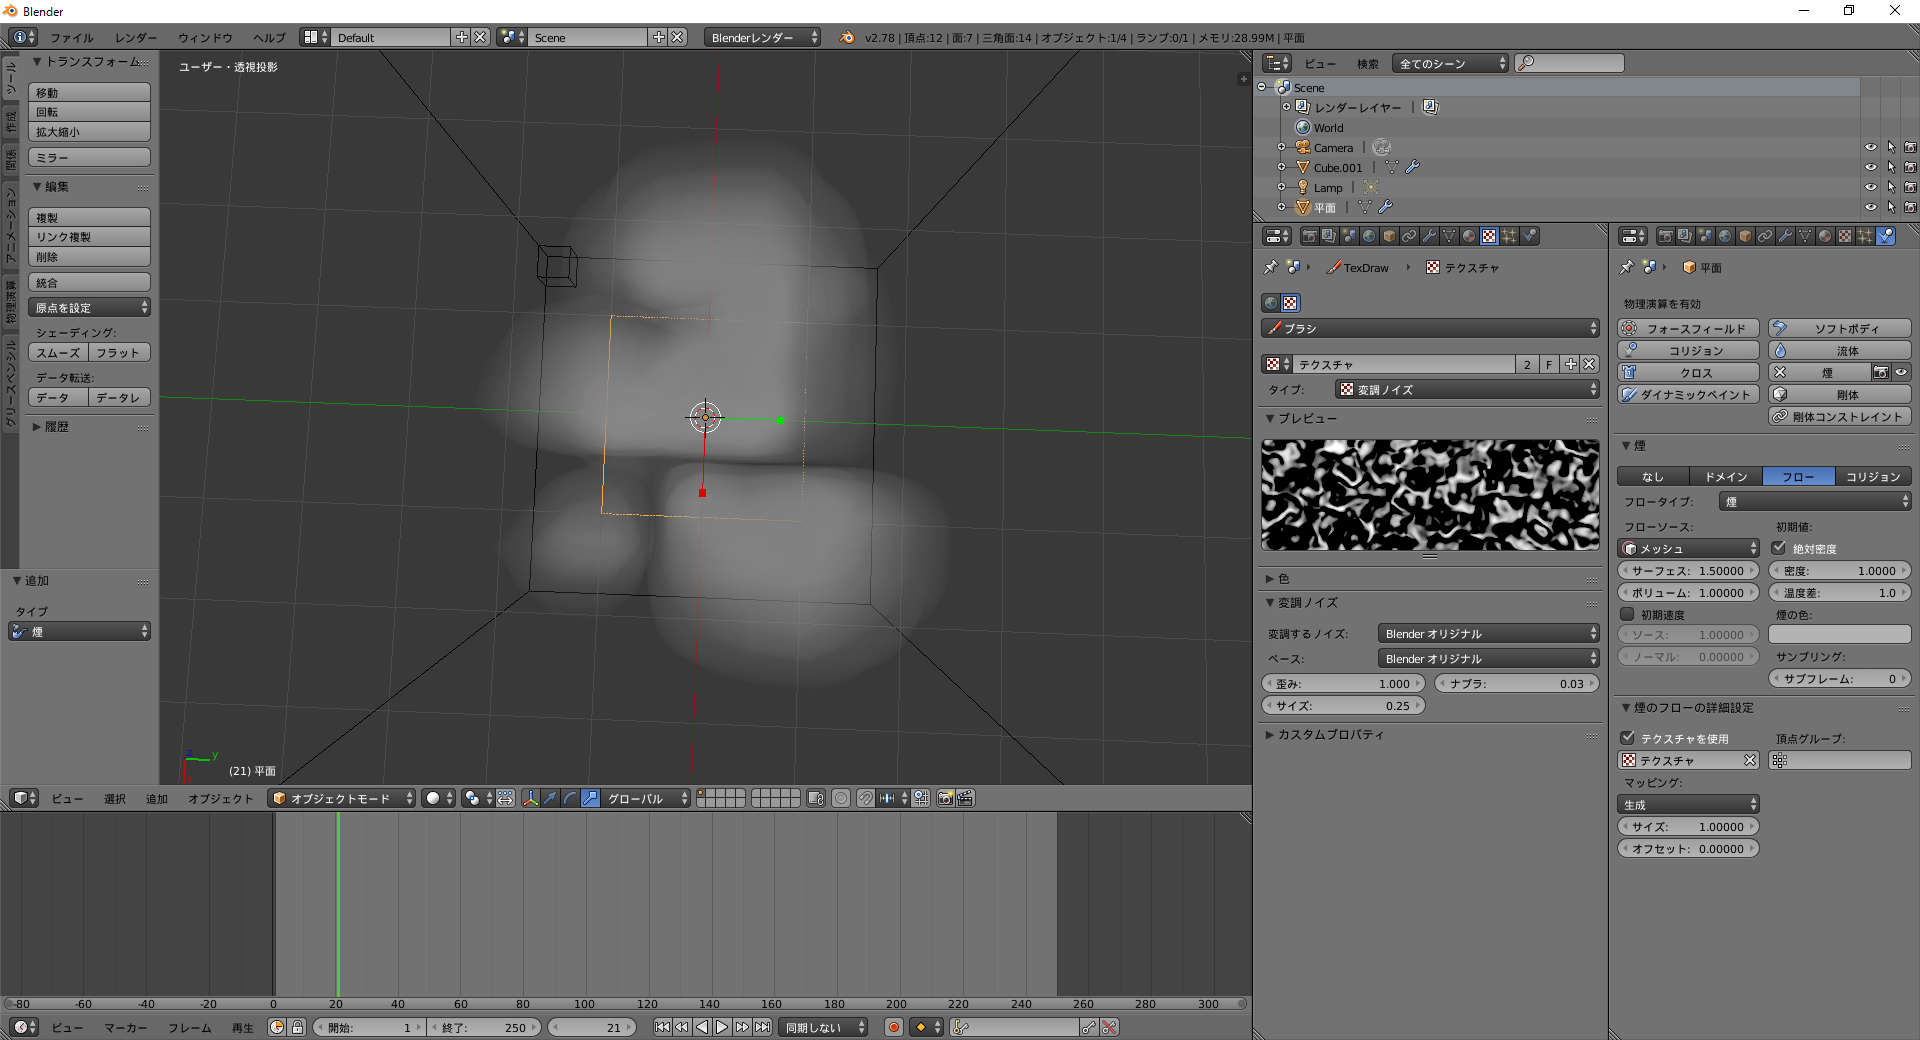 Blender
ファイル レンダー ウィンドウ ヘルプ Default Scene Blenderレンダー v2.78 | 頂点:12 | 面:7 | 三角面:14 | オブジェクト:1/4 | ランプ:0/1 | メモリ:28.99M | 平面
ツール
作成
関係
アニメーション
物理演算
グリースペンシル
トランスフォーム
移動
回転
拡大縮小
ミラー
編集
複製
リンク複製
削除
統合
原点を設定
シェーディング:
スムーズ フラット
データ転送:
データ データレ
履歴
追加
タイプ
煙
ユーザー・透視投影
z y
(21) 平面
ビュー 選択 追加 オブジェクト オブジェクトモード グローバル
-80 -60 -40 -20 0 20 40 60 80 100 120 140 160 180 200 220 240 260 280 300
ビュー マーカー フレーム 再生 開始: 1 終了: 250 21 同期しない
ビュー 検索 全てのシーン
Scene
レンダーレイヤー
World
Camera
Cube.001
Lamp
平面
TexDraw テクスチャ
ブラシ
テクスチャ 2 F
タイプ: 変調ノイズ
プレビュー
色
変調ノイズ
変調するノイズ: Blender オリジナル
ベース: Blender オリジナル
歪み: 1.000 ナブラ: 0.03
サイズ: 0.25
カスタムプロパティ
平面
物理演算を有効
フォースフィールド ソフトボディ
コリジョン 流体
クロス 煙
ダイナミックペイント 剛体
剛体コンストレイント
煙
なし ドメイン フロー コリジョン
フロータイプ: 煙
フローソース: 初期値:
メッシュ 絶対密度
サーフェス: 1.50000 密度: 1.0000
ボリューム: 1.00000 温度差: 1.0
初期速度 煙の色:
ソース: 1.00000
ノーマル: 0.00000 サンプリング:
サブフレーム: 0
煙のフローの詳細設定
テクスチャを使用 頂点グループ:
テクスチャ
マッピング:
生成
サイズ: 1.00000
オフセット: 0.00000